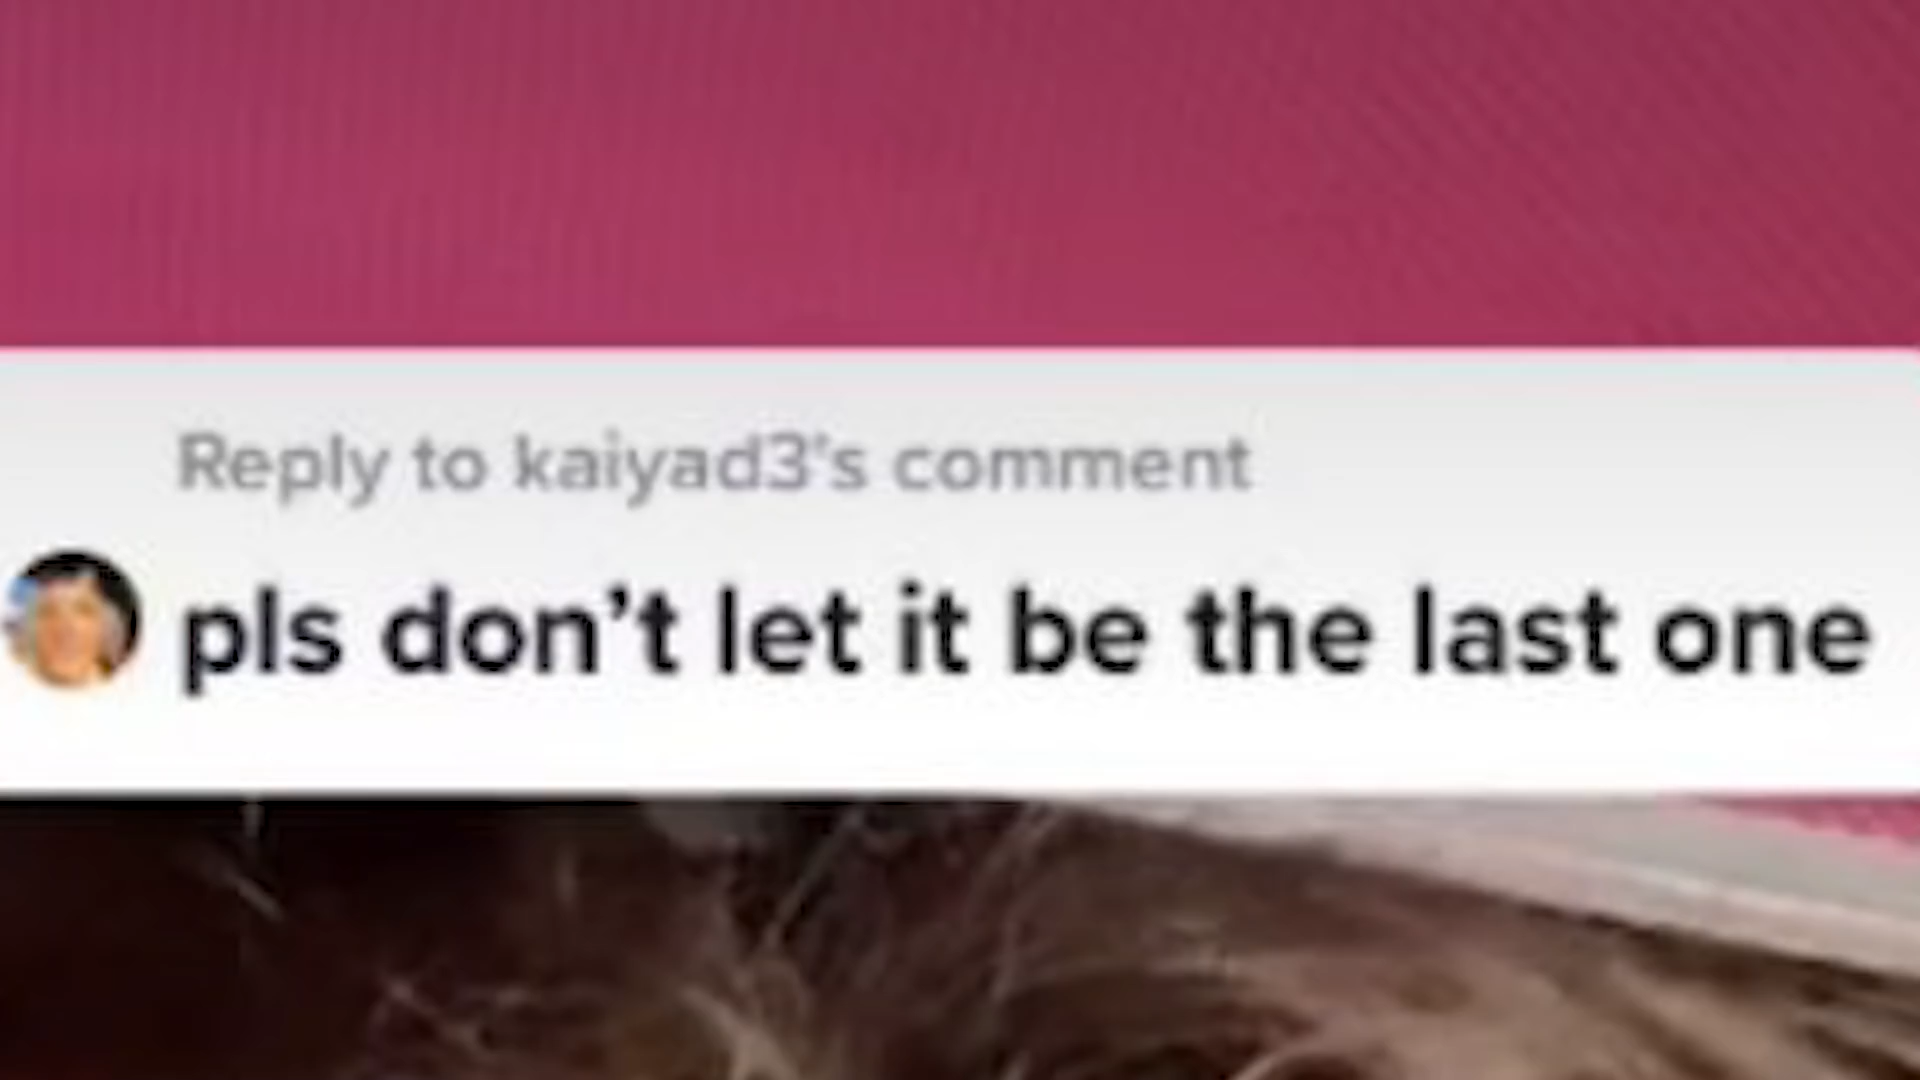 Reply to kaiyad3's comment
pls don’t let it be the last one